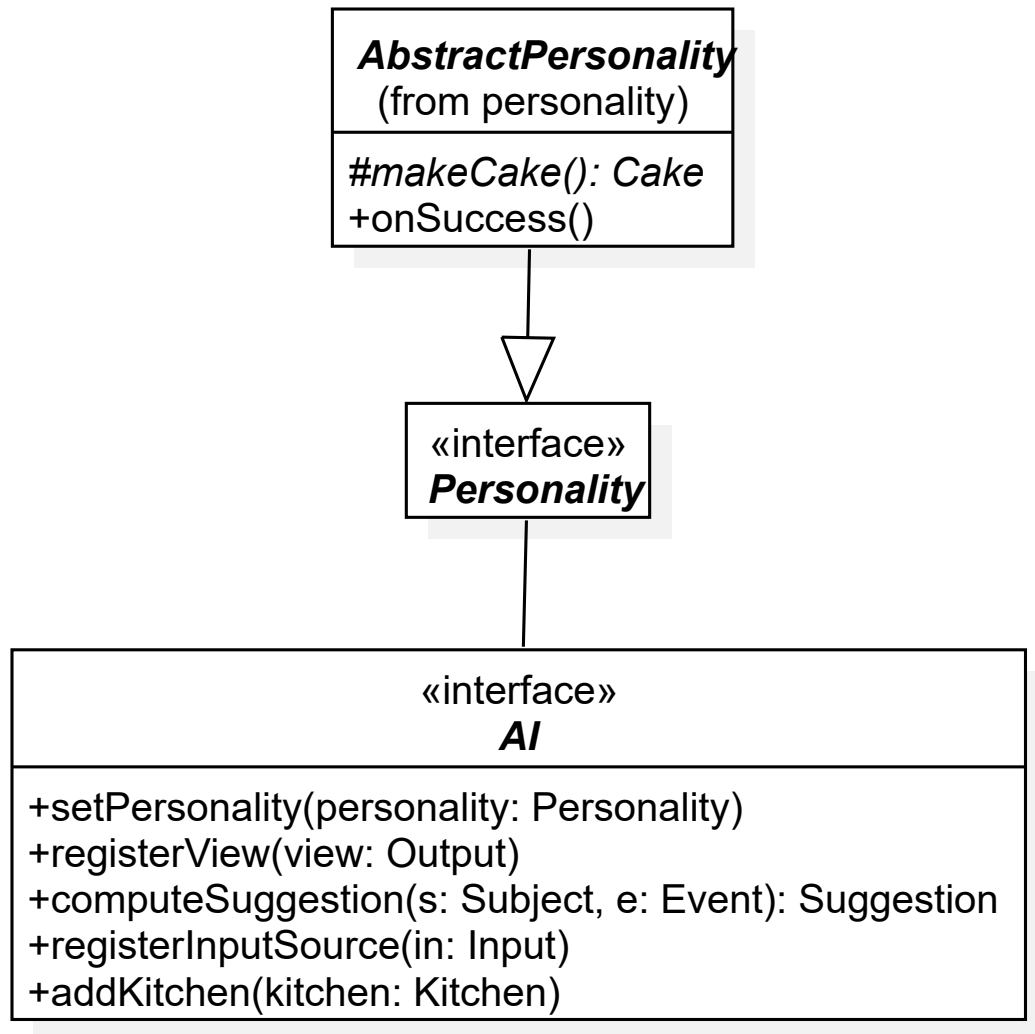 AbstractPersonality
(from personality)
#makeCake(): Cake
+onSuccess()
«interface»
Personality
«interface»
AI
+setPersonality(personality: Personality)
+registerView(view: Output)
+computeSuggestion(s: Subject, e: Event): Suggestion
+registerInputSource(in: Input)
+addKitchen(kitchen: Kitchen)